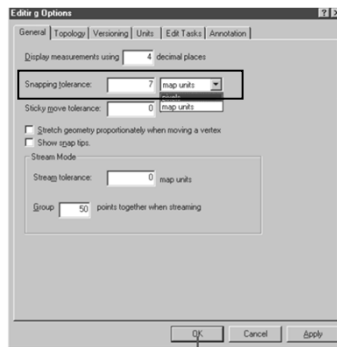 Editing Options
General Topology Versioning Units Edit Tasks Annotation
Display measurements using 4 decimal places
Snapping tolerance: 7 map units
pixels
Sticky move tolerance: 0 map units
Stretch geometry proportionately when moving a vertex
Show snap tips.
Stream Mode
Stream tolerance: 0 map units
Group 50 points together when streaming
OK Cancel Apply